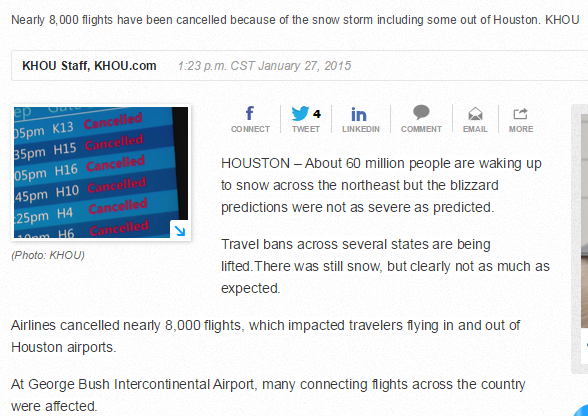 Nearly 8,000 flights have been cancelled because of the snow storm including some out of Houston. KHOU
KHOU Staff, KHOU.com 1:23 p.m. CST January 27, 2015
ep Gate
05pm K13 Cancelled
35pm H15 Cancelled
05pm H16 Cancelled
45pm H10 Cancelled
:25pm H4 Cancelled
:10pm H6 Cancelled
(Photo: KHOU)
f CONNECT
4 TWEET
in LINKEDIN
COMMENT
EMAIL
MORE
HOUSTON – About 60 million people are waking up
to snow across the northeast but the blizzard
predictions were not as severe as predicted.
Travel bans across several states are being
lifted.There was still snow, but clearly not as much as
expected.
Airlines cancelled nearly 8,000 flights, which impacted travelers flying in and out of
Houston airports.
At George Bush Intercontinental Airport, many connecting flights across the country
were affected.